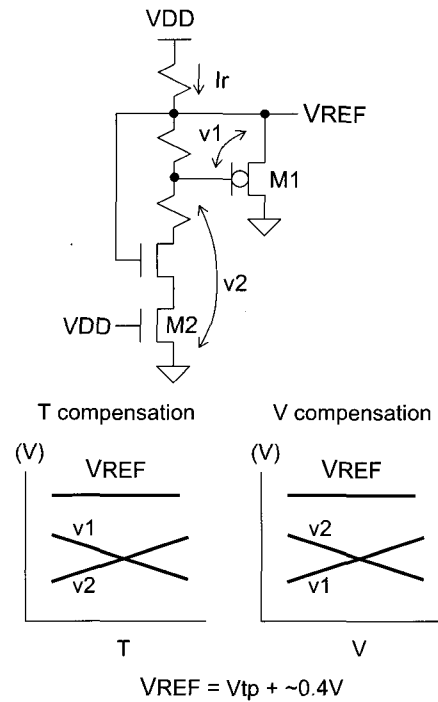 VDD
Ir
VREF
v1
M1
v2
VDD
M2
T compensation
V compensation
(V)
VREF
v1
v2
T
(V)
VREF
v2
v1
V
VREF = Vtp + ~0.4V